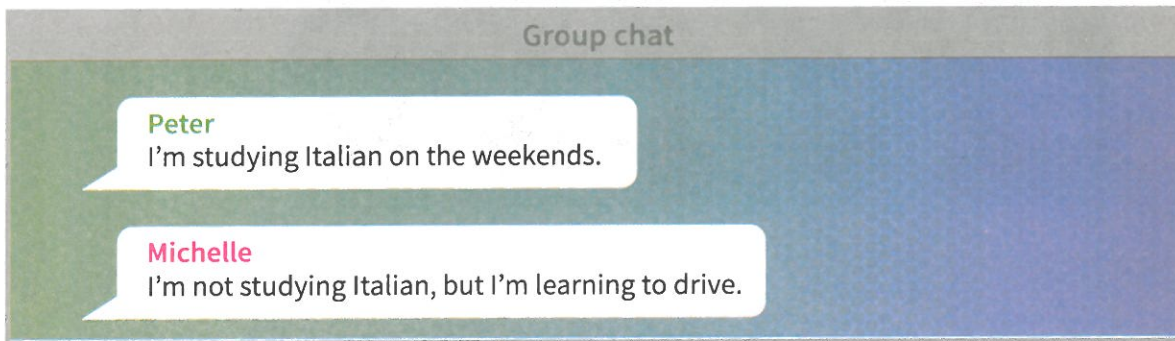 Group chat
Peter
I'm studying Italian on the weekends.
Michelle
I'm not studying Italian, but I'm learning to drive.